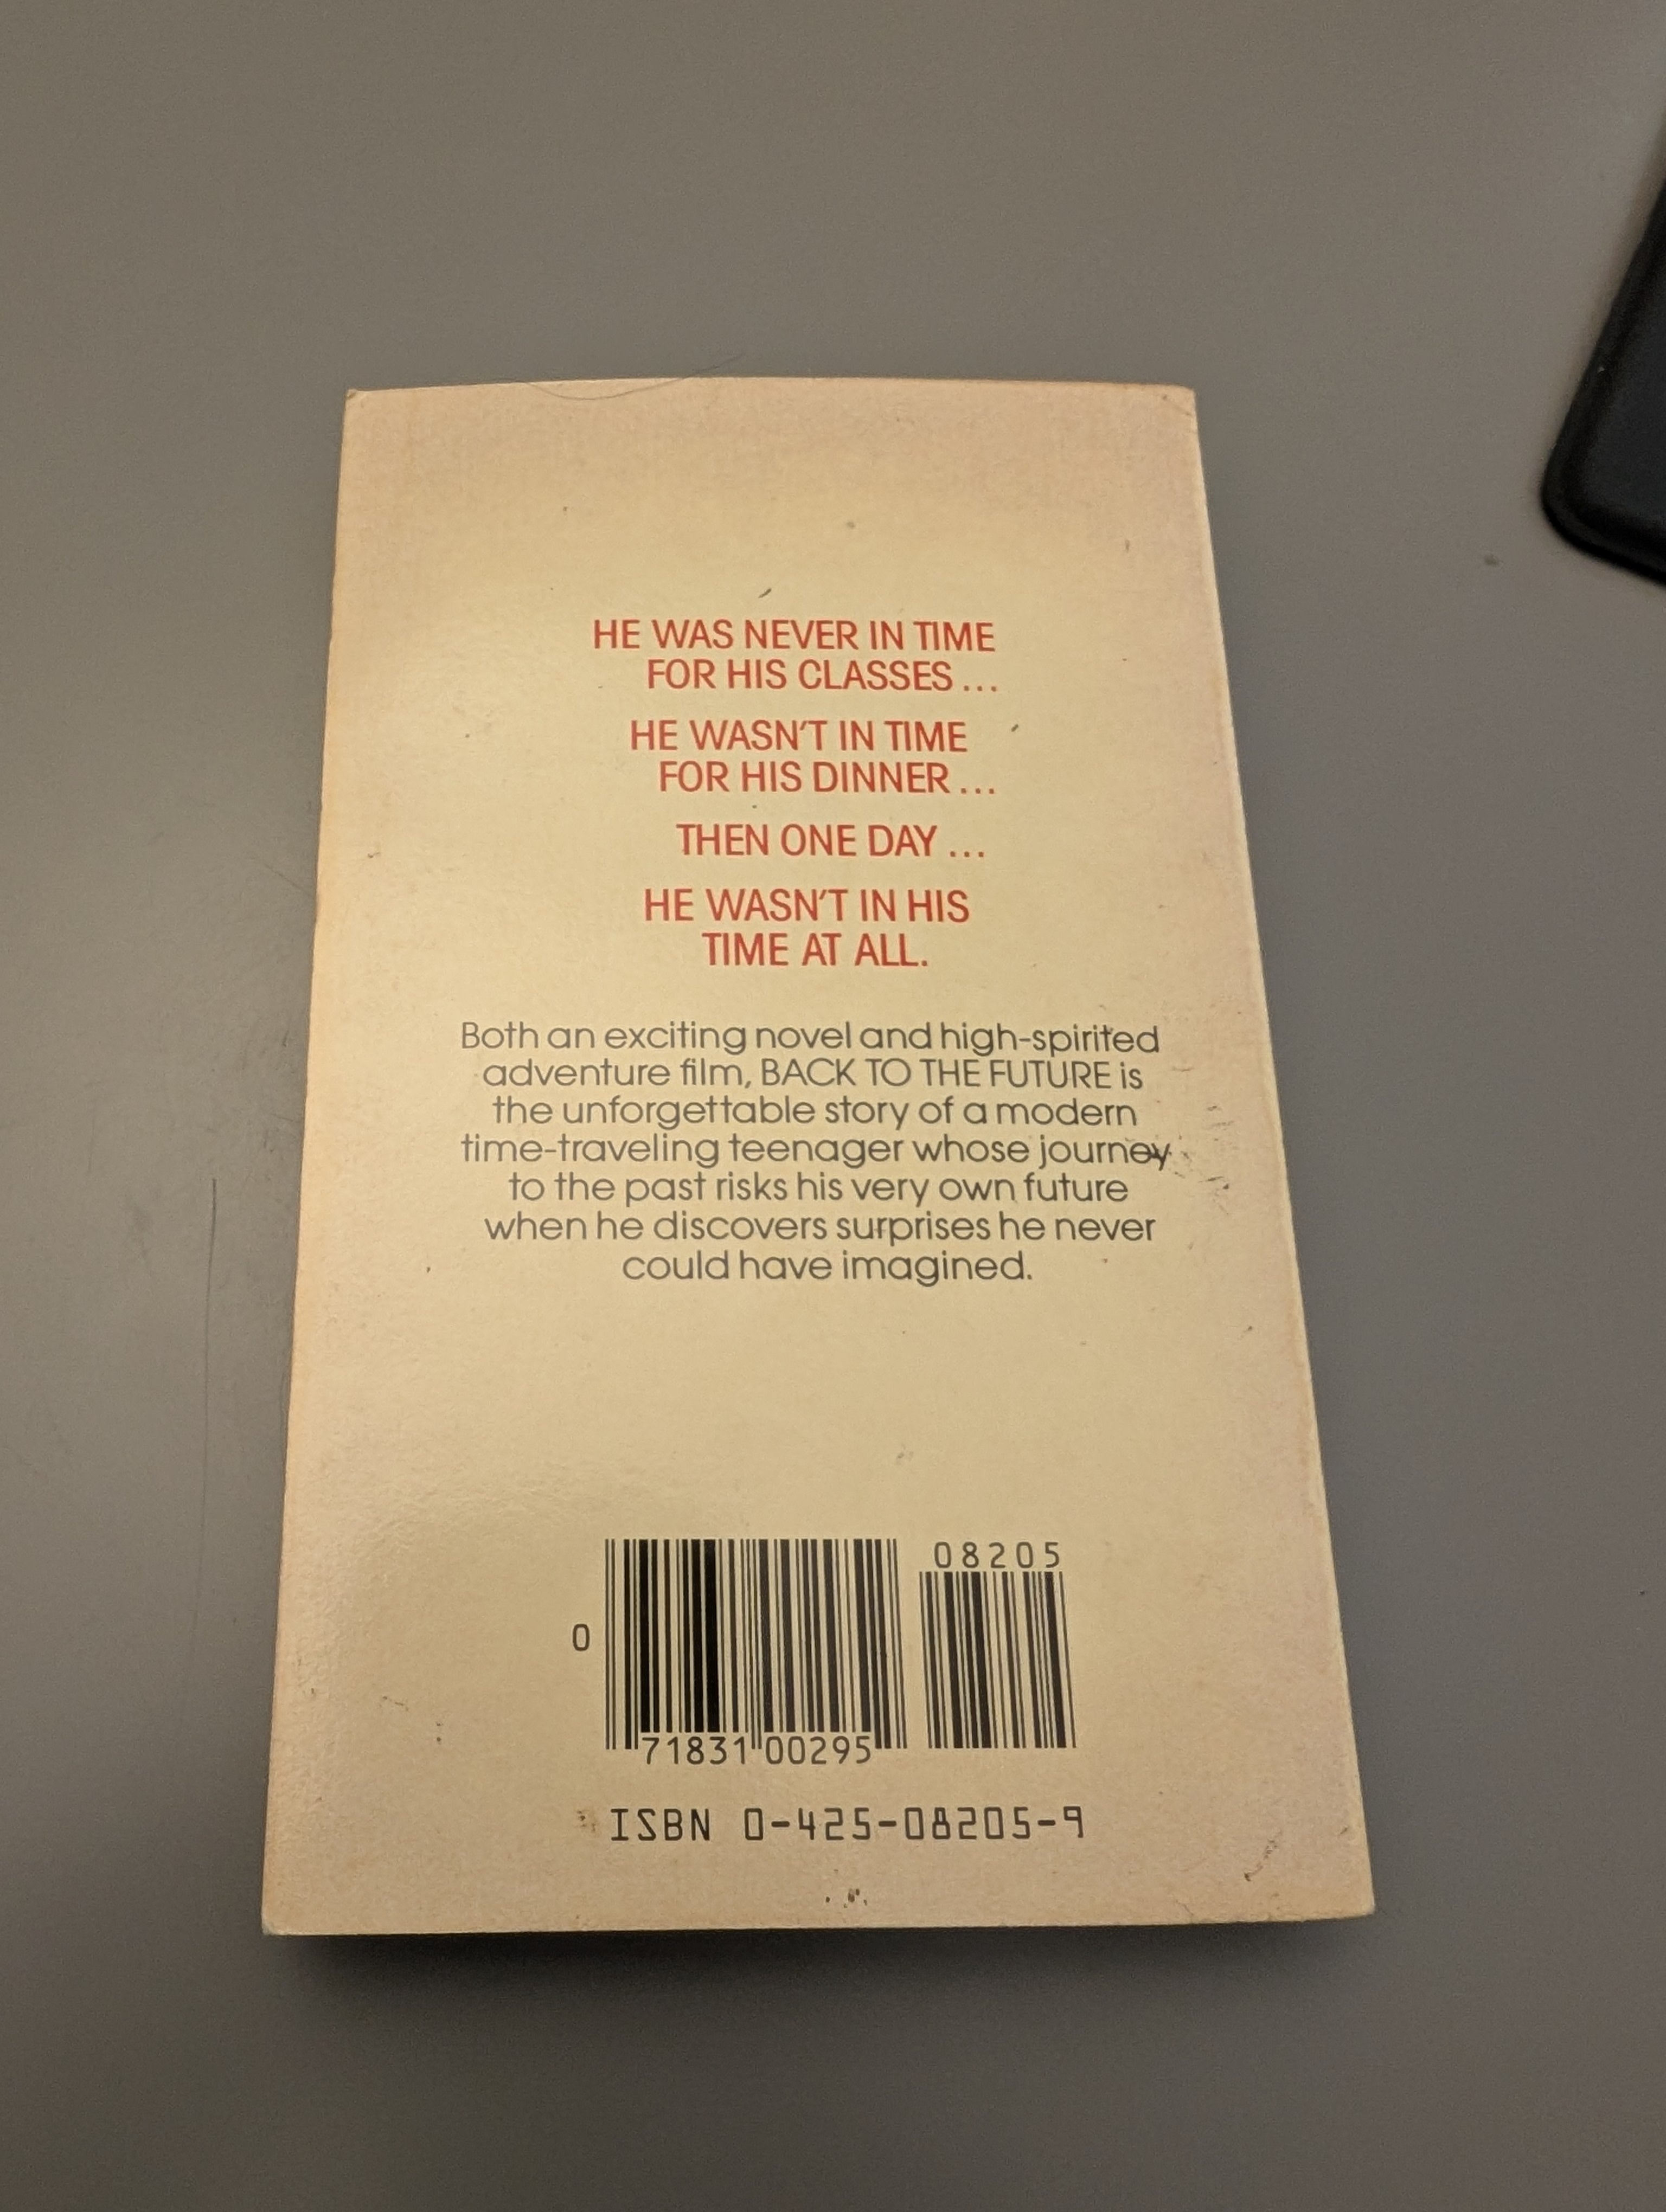 HE WAS NEVER IN TIME
FOR HIS CLASSES...
HE WASN'T IN TIME
FOR HIS DINNER...
THEN ONE DAY...
HE WASN'T IN HIS
TIME AT ALL.
Both an exciting novel and high-spirited
adventure film, BACK TO THE FUTURE is
the unforgettable story of a modern
time-traveling teenager whose journey
to the past risks his very own future
when he discovers surprises he never
could have imagined.
08205
0
71831 00295
ISBN 0-425-08205-9